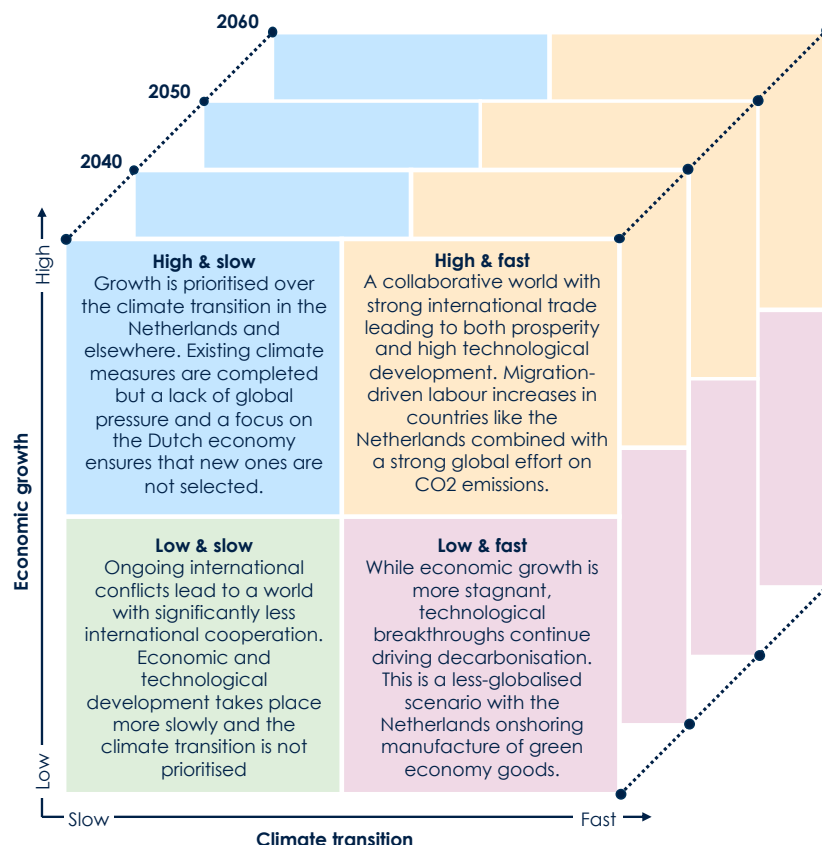 2060
2050
2040
High
High & slow
Growth is prioritised over
the climate transition in the
Netherlands and
elsewhere. Existing climate
measures are completed
but a lack of global
pressure and a focus on
the Dutch economy
ensures that new ones are
not selected.
High & fast
A collaborative world with
strong international trade
leading to both prosperity
and high technological
development. Migration-
driven labour increases in
countries like the
Netherlands combined with
a strong global effort on
CO2 emissions.
Economic growth
Low & slow
Ongoing international
conflicts lead to a world
with significantly less
international cooperation.
Economic and
technological
development takes place
more slowly and the
climate transition is not
prioritised
Low & fast
While economic growth is
more stagnant,
technological
breakthroughs continue
driving decarbonisation.
This is a less-globalised
scenario with the
Netherlands onshoring
manufacture of green
economy goods.
Low
Slow
Fast
Climate transition